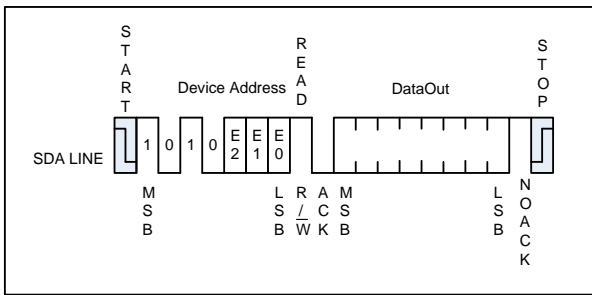 START
READ
STOP
Device Address
DataOut
SDA LINE
1 0 1 0 E2 E1 E0
MSB
LSB
R/W
ACK
MSB
LSB
NOACK